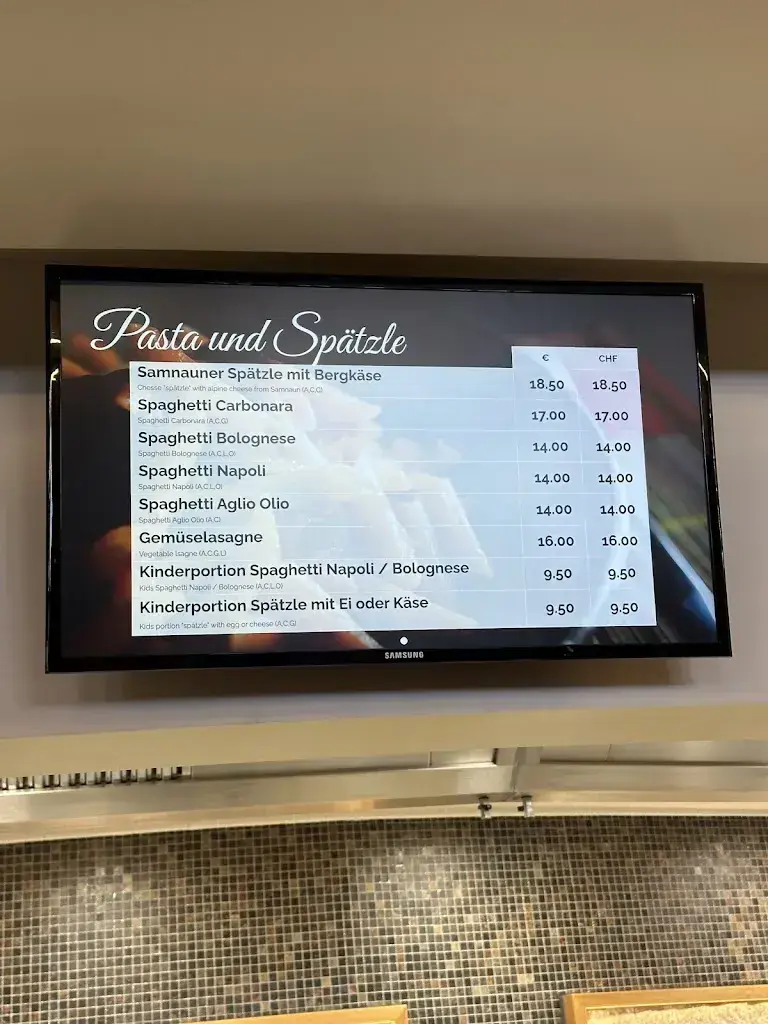 Pasta und Spätzle
€ CHF
Samnauner Spätzle mit Bergkäse 18.50 18.50
Cheese "spätzle" with alpine cheese from Samnaun (A,C,G)
Spaghetti Carbonara 17.00 17.00
Spaghetti Carbonara (A,C,G)
Spaghetti Bolognese 14.00 14.00
Spaghetti Bolognese (A,C,L,O)
Spaghetti Napoli 14.00 14.00
Spaghetti Napoli (A,C,L,O)
Spaghetti Aglio Olio 14.00 14.00
Spaghetti Aglio Olio (A,C)
Gemüselasagne 16.00 16.00
Vegetable lsagne (A,C,G,L)
Kinderportion Spaghetti Napoli / Bolognese 9.50 9.50
Kids Spaghetti Napoli / Bolognese (A,C,L,O)
Kinderportion Spätzle mit Ei oder Käse 9.50 9.50
Kids portion "spätzle" with egg or cheese (A,C,G)
SAMSUNG